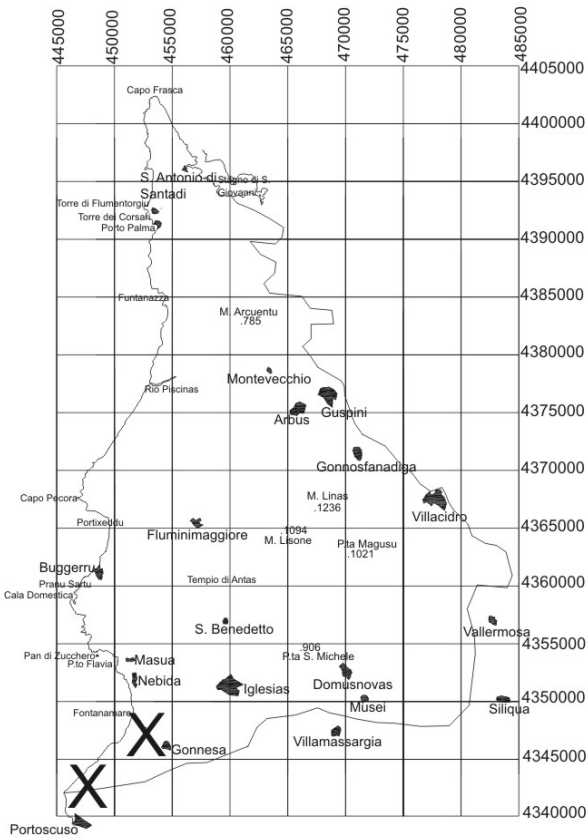 445000
450000
455000
460000
465000
470000
475000
480000
485000
4405000
Capo Frasca
4400000
S. Antonio di
Santadi
Stagno di S.
Giovanni
4395000
Torre di Flumentorgiu
Torre dei Corsari
Porto Palma
4390000
Funtanazza
4385000
M. Arcuentu
.785
4380000
Montevecchio
Rio Piscinas
Guspini
Arbus
4375000
Gonnosfanadiga
4370000
Capo Pecora
M. Linas
.1236
Villacidro
Portixeddu
4365000
Fluminimaggiore
.1094
M. Lisone
P.ta Magusu
.1021
Buggerru
4360000
Pranu Sartu
Tempio di Antas
Cala Domestica
S. Benedetto
Vallermosa
4355000
Pan di Zucchero
P.to Flavia
Masua
.906
P.ta S. Michele
Nebida
Iglesias
Domusnovas
4350000
Musei
Siliqua
Fontanamare
X
Gonnesa
Villamassargia
4345000
X
4340000
Portoscuso